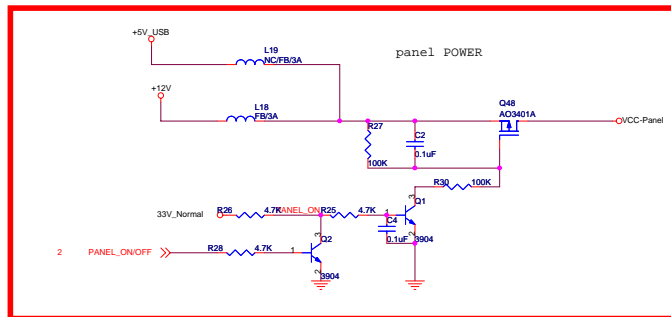 panel POWER
+5V_USB
L19
NC/FB/3A
+12V
L18
FB/3A
Q48
AO3401A
VCC-Panel
R27
C2
0.1uF
100K
R30 100K
33V_Normal R26 4.7K PANEL_ON R25 4.7K 1 3 Q1
C4
0.1uF 2 3904
3
2 PANEL_ON/OFF R28 4.7K 1 Q2
2
3904